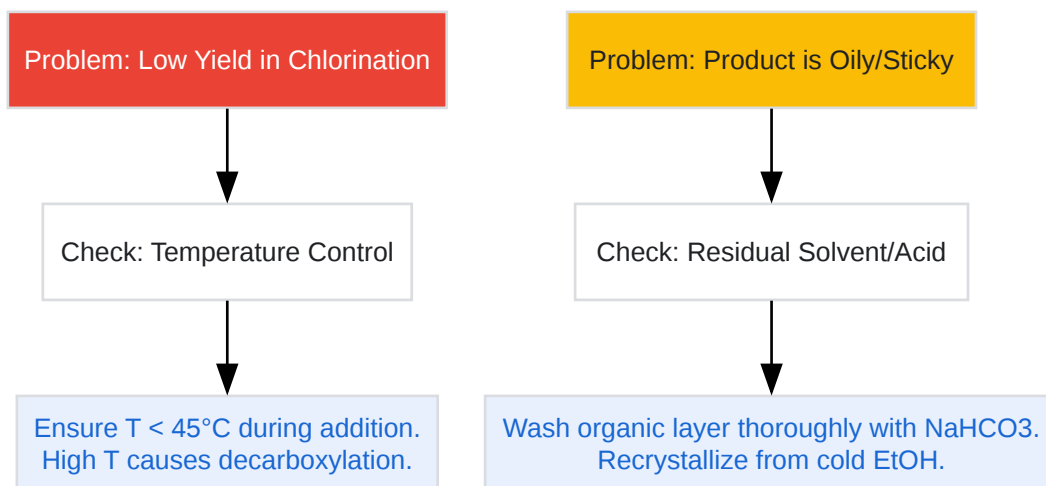 Problem: Low Yield in Chlorination
Problem: Product is Oily/Sticky
Check: Temperature Control
Check: Residual Solvent/Acid
Ensure T < 45°C during addition.
High T causes decarboxylation.
Wash organic layer thoroughly with NaHCO3.
Recrystallize from cold EtOH.